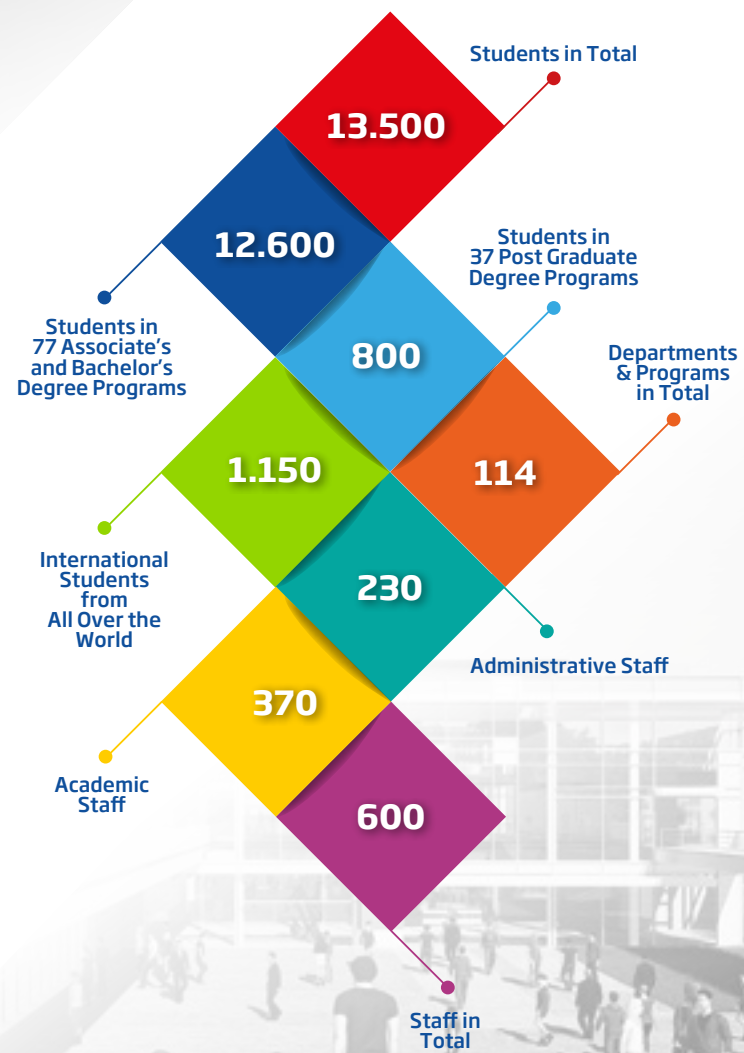 Students in Total
13.500
12.600
Students in
77 Associate's
and Bachelor's
Degree Programs
Students in
37 Post Graduate
Degree Programs
800
Departments
& Programs
in Total
114
1.150
International
Students
from
All Over the
World
230
Administrative Staff
370
Academic
Staff
600
Staff in
Total